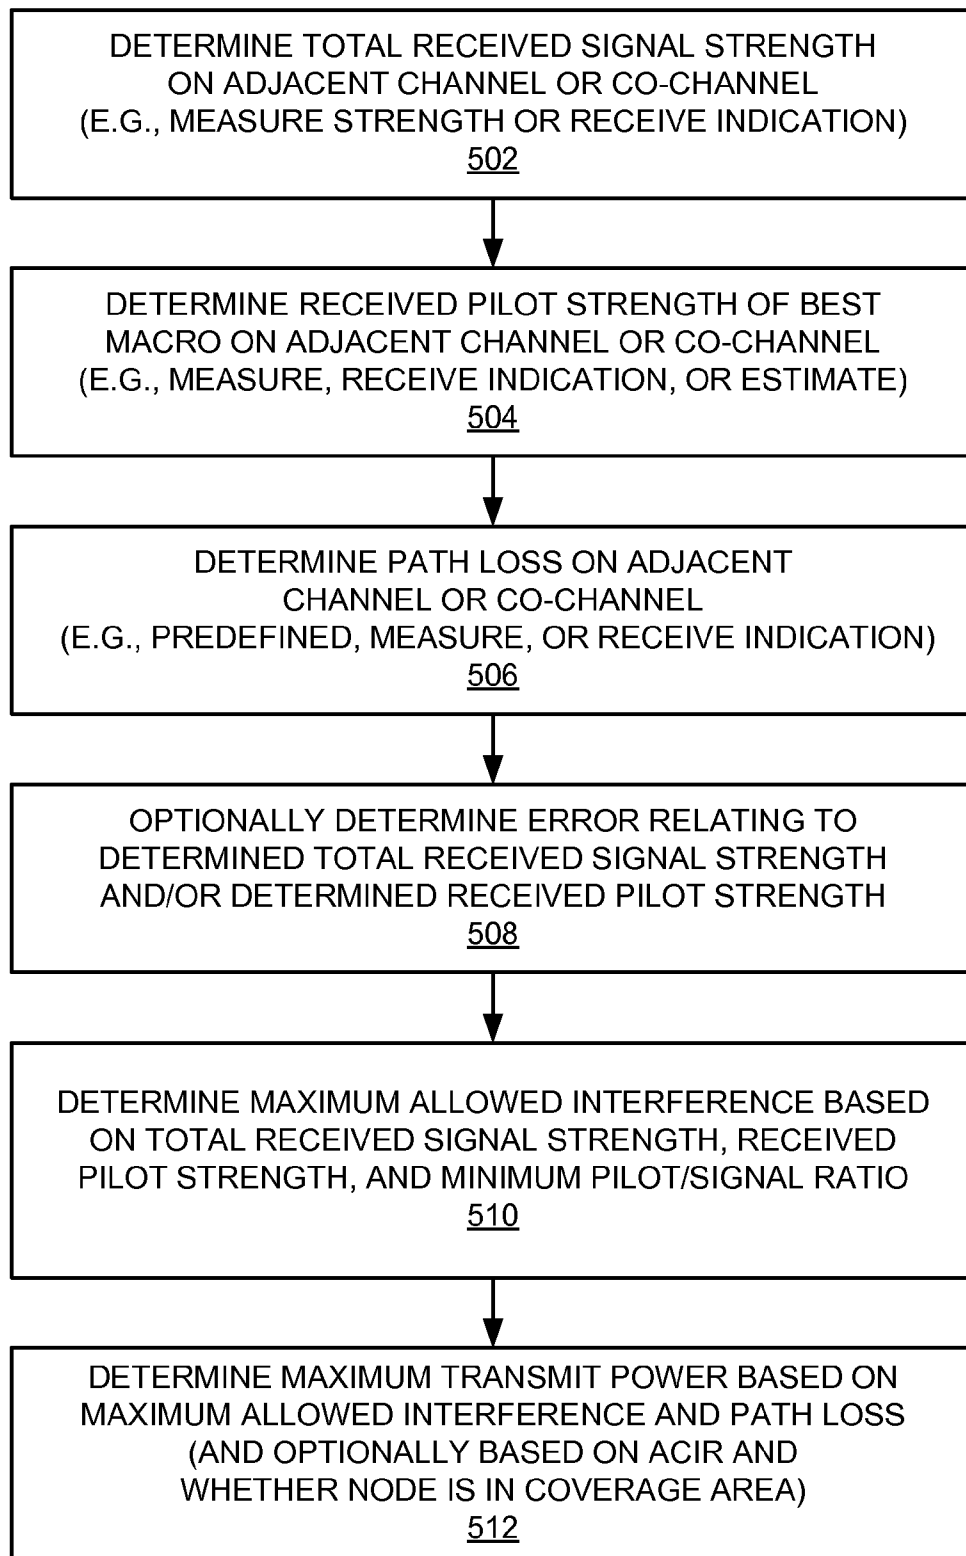 DETERMINE TOTAL RECEIVED SIGNAL STRENGTH
ON ADJACENT CHANNEL OR CO-CHANNEL
(E.G., MEASURE STRENGTH OR RECEIVE INDICATION)
502
DETERMINE RECEIVED PILOT STRENGTH OF BEST
MACRO ON ADJACENT CHANNEL OR CO-CHANNEL
(E.G., MEASURE, RECEIVE INDICATION, OR ESTIMATE)
504
DETERMINE PATH LOSS ON ADJACENT
CHANNEL OR CO-CHANNEL
(E.G., PREDEFINED, MEASURE, OR RECEIVE INDICATION)
506
OPTIONALLY DETERMINE ERROR RELATING TO
DETERMINED TOTAL RECEIVED SIGNAL STRENGTH
AND/OR DETERMINED RECEIVED PILOT STRENGTH
508
DETERMINE MAXIMUM ALLOWED INTERFERENCE BASED
ON TOTAL RECEIVED SIGNAL STRENGTH, RECEIVED
PILOT STRENGTH, AND MINIMUM PILOT/SIGNAL RATIO
510
DETERMINE MAXIMUM TRANSMIT POWER BASED ON
MAXIMUM ALLOWED INTERFERENCE AND PATH LOSS
(AND OPTIONALLY BASED ON ACIR AND
WHETHER NODE IS IN COVERAGE AREA)
512